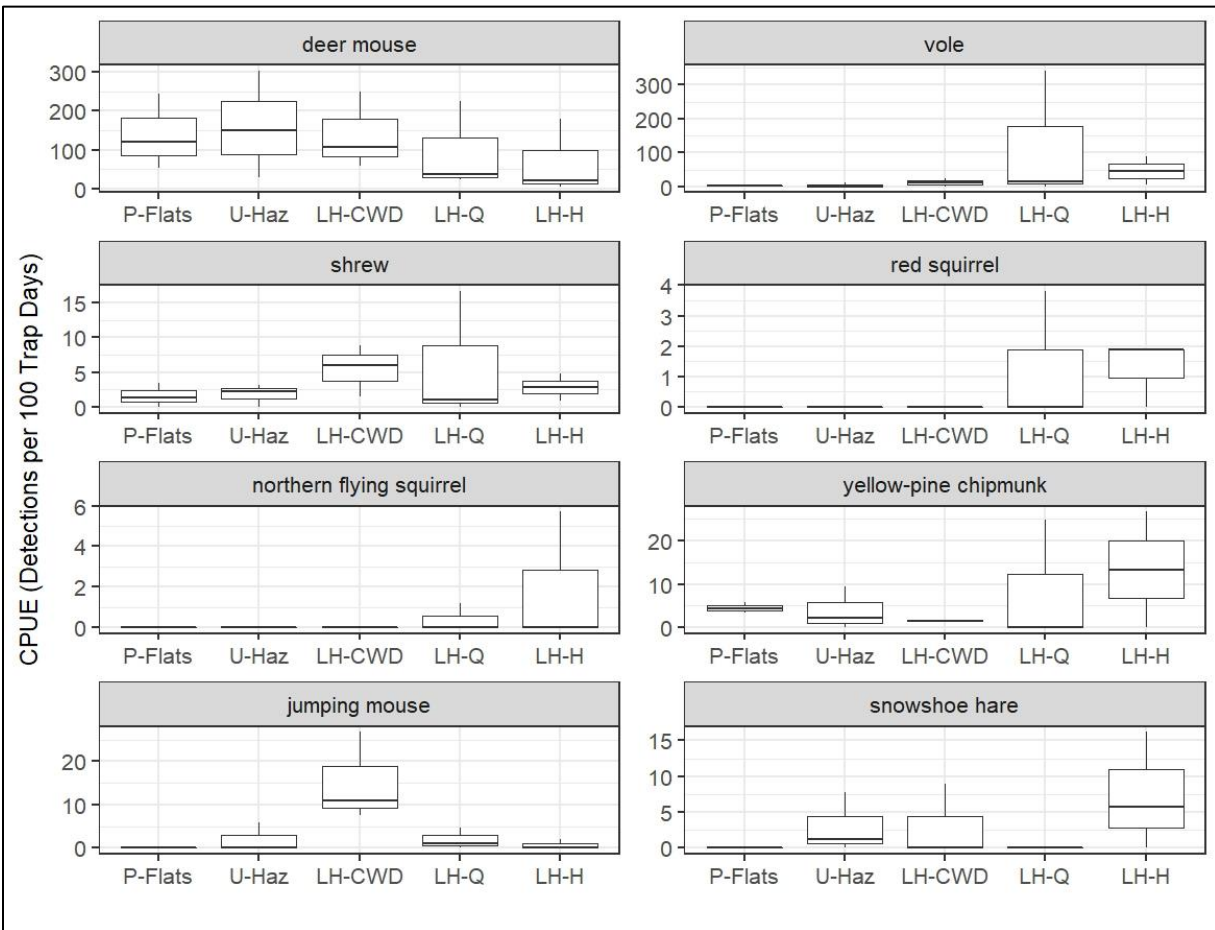 CPUE (Detections per 100 Trap Days)
deer mouse
300
200
100
0
P-Flats U-Haz LH-CWD LH-Q LH-H
vole
300
200
100
0
P-Flats U-Haz LH-CWD LH-Q LH-H
shrew
15
10
5
0
P-Flats U-Haz LH-CWD LH-Q LH-H
red squirrel
4
3
2
1
0
P-Flats U-Haz LH-CWD LH-Q LH-H
northern flying squirrel
6
4
2
0
P-Flats U-Haz LH-CWD LH-Q LH-H
yellow-pine chipmunk
20
10
0
P-Flats U-Haz LH-CWD LH-Q LH-H
jumping mouse
20
10
0
P-Flats U-Haz LH-CWD LH-Q LH-H
snowshoe hare
15
10
5
0
P-Flats U-Haz LH-CWD LH-Q LH-H